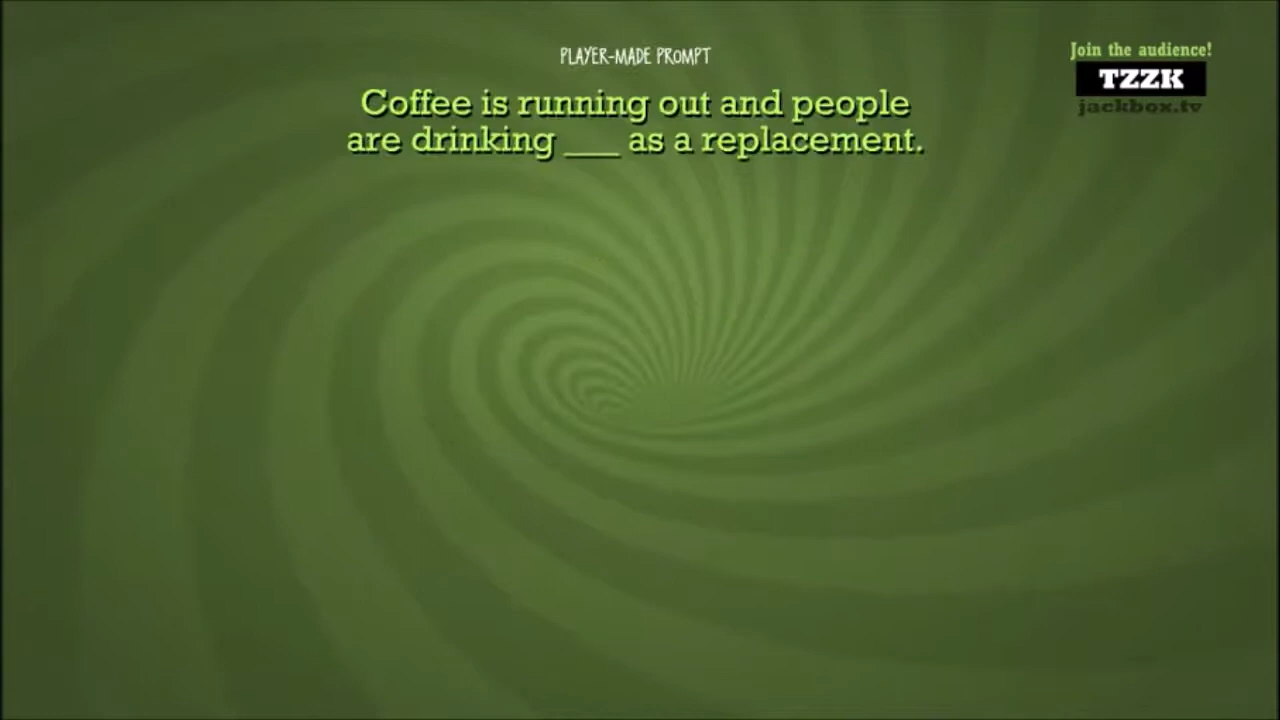 PLAYER-MADE PROMPT
Join the audience!
TZZK
jackbox.tv
Coffee is running out and people
are drinking ___ as a replacement.